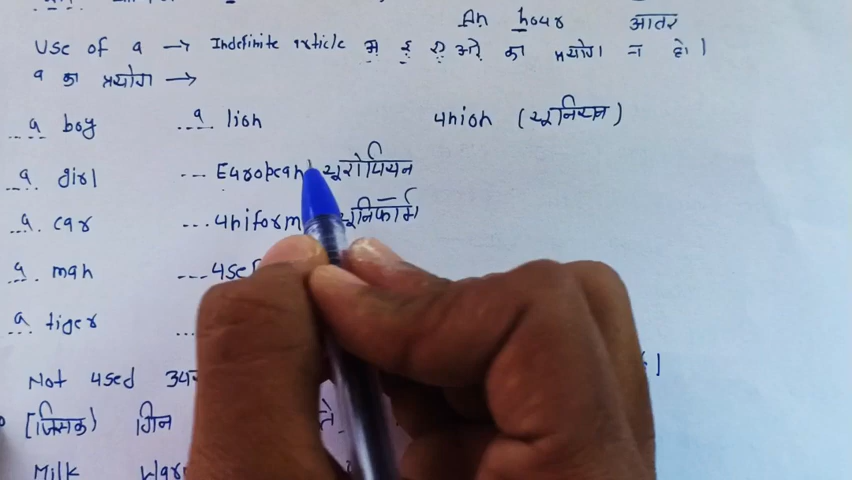 An hour आतर
Use of a → Indefinite article अ इ ए ओ का प्रयोग न हो।
a का प्रयोग →
a boy a lion union (यूनियन)
a girl ... European यूरोपियन
a. car ... uniform यूनिफार्म
a. man ... use
a tiger ...
Not used
[जिसक) गिन
Milk